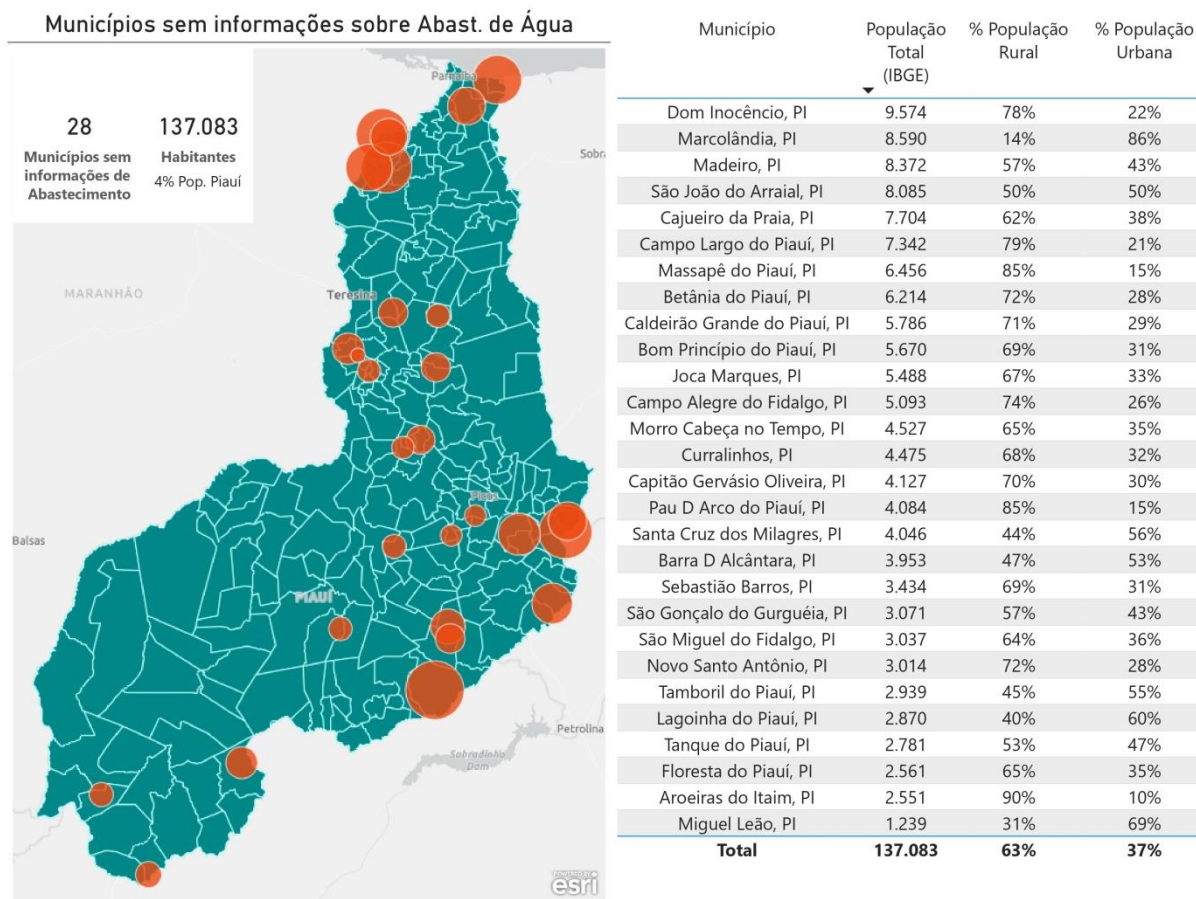 Municípios sem informações sobre Abast. de Água
28
Municípios sem
informações de
Abastecimento
137.083
Habitantes
4% Pop. Piauí
Parnaíba
MARANHÃO
Teresina
Balsas
Picos
PIAUÍ
Petrolina
Sobradinho
Dam
POWERED BY
esri
Município
População
Total
(IBGE)
% População
Rural
% População
Urbana
Dom Inocêncio, PI 9.574 78% 22%
Marcolândia, PI 8.590 14% 86%
Madeiro, PI 8.372 57% 43%
São João do Arraial, PI 8.085 50% 50%
Cajueiro da Praia, PI 7.704 62% 38%
Campo Largo do Piauí, PI 7.342 79% 21%
Massapê do Piauí, PI 6.456 85% 15%
Betânia do Piauí, PI 6.214 72% 28%
Caldeirão Grande do Piauí, PI 5.786 71% 29%
Bom Princípio do Piauí, PI 5.670 69% 31%
Joca Marques, PI 5.488 67% 33%
Campo Alegre do Fidalgo, PI 5.093 74% 26%
Morro Cabeça no Tempo, PI 4.527 65% 35%
Curralinhos, PI 4.475 68% 32%
Capitão Gervásio Oliveira, PI 4.127 70% 30%
Pau D Arco do Piauí, PI 4.084 85% 15%
Santa Cruz dos Milagres, PI 4.046 44% 56%
Barra D Alcântara, PI 3.953 47% 53%
Sebastião Barros, PI 3.434 69% 31%
São Gonçalo do Gurguéia, PI 3.071 57% 43%
São Miguel do Fidalgo, PI 3.037 64% 36%
Novo Santo Antônio, PI 3.014 72% 28%
Tamboril do Piauí, PI 2.939 45% 55%
Lagoinha do Piauí, PI 2.870 40% 60%
Tanque do Piauí, PI 2.781 53% 47%
Floresta do Piauí, PI 2.561 65% 35%
Aroeiras do Itaim, PI 2.551 90% 10%
Miguel Leão, PI 1.239 31% 69%
Total 137.083 63% 37%